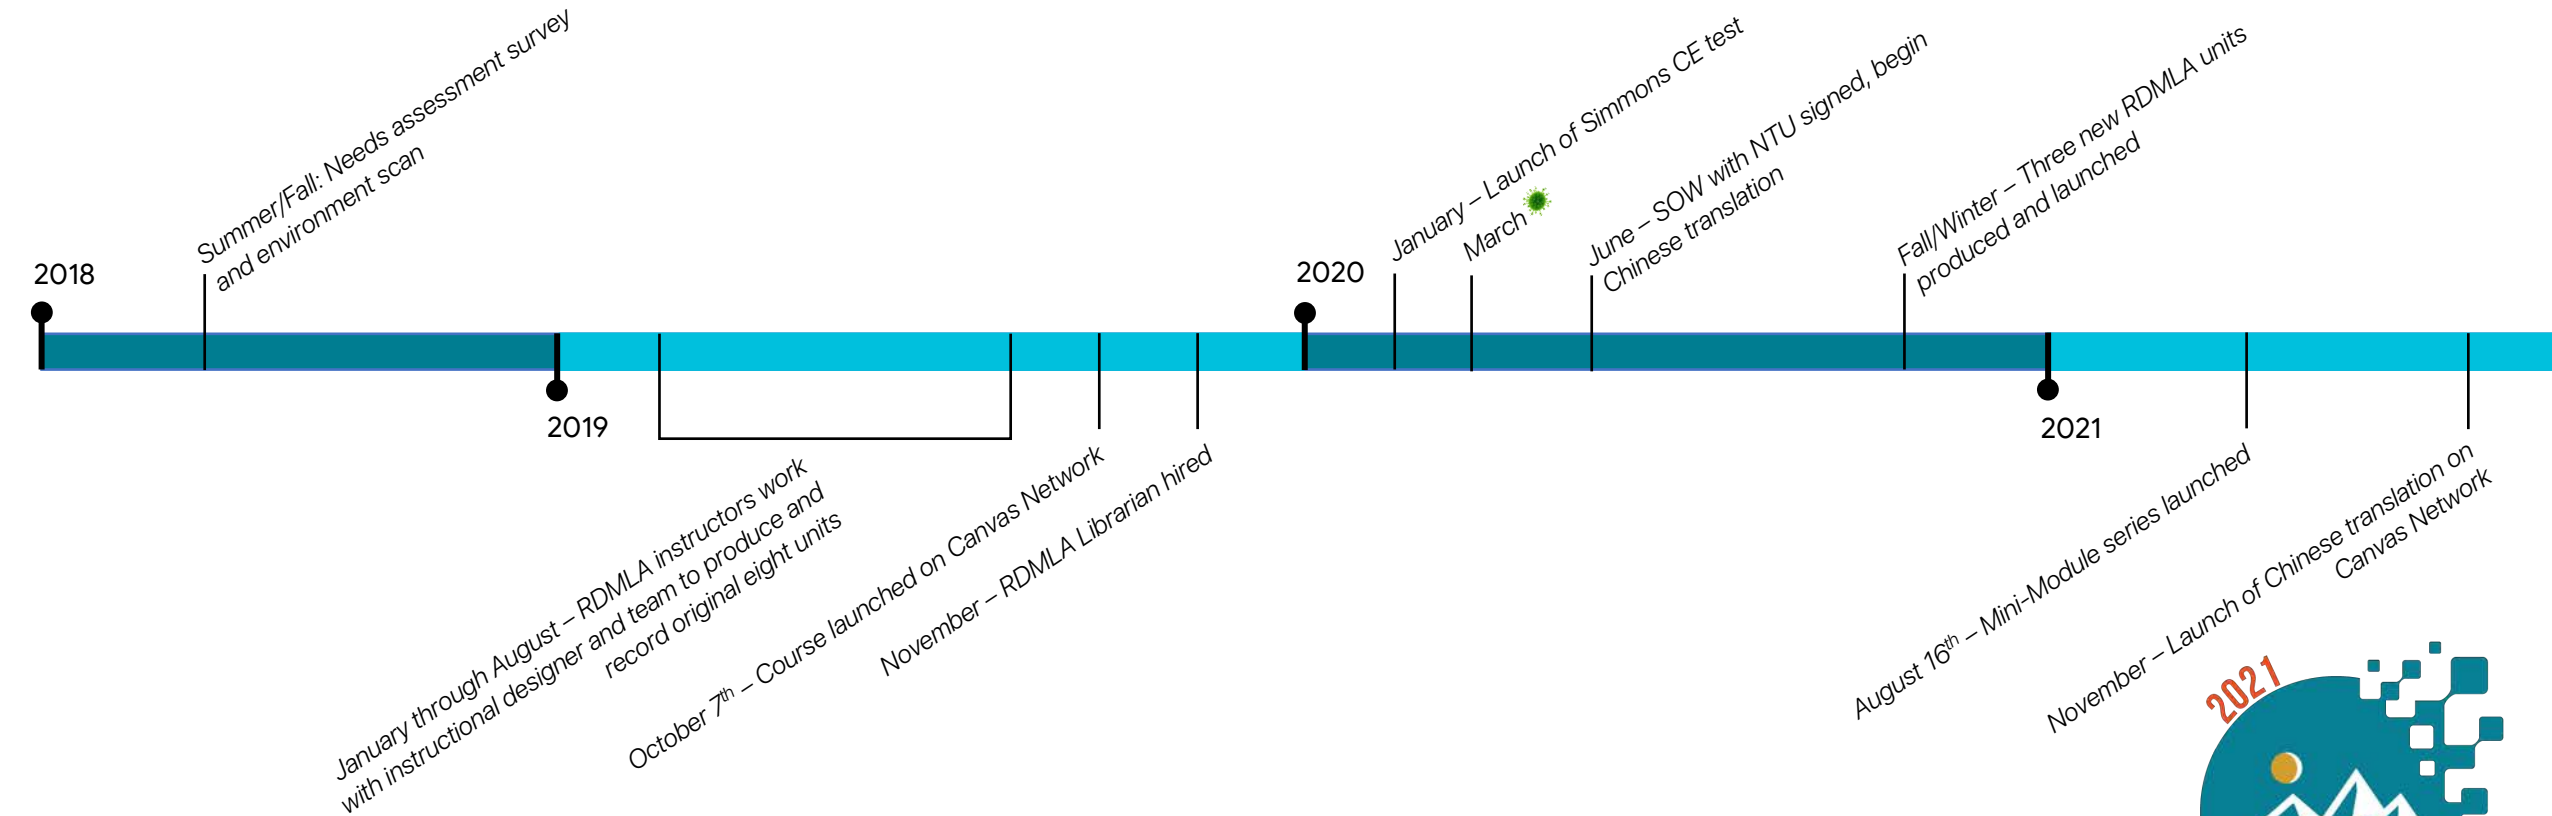 2018
Summer/Fall: Needs assessment survey
and environment scan
2019
January through August – RDMLA instructors work
with instructional designer and team to produce and
record original eight units
October 7th – Course launched on Canvas Network
November – RDMLA Librarian hired
2020
January – Launch of Simmons CE test
March
June – SOW with NTU signed, begin
Chinese translation
Fall/Winter – Three new RDMLA units
produced and launched
2021
August 16th – Mini-Module series launched
November – Launch of Chinese translation on
Canvas Network
2021